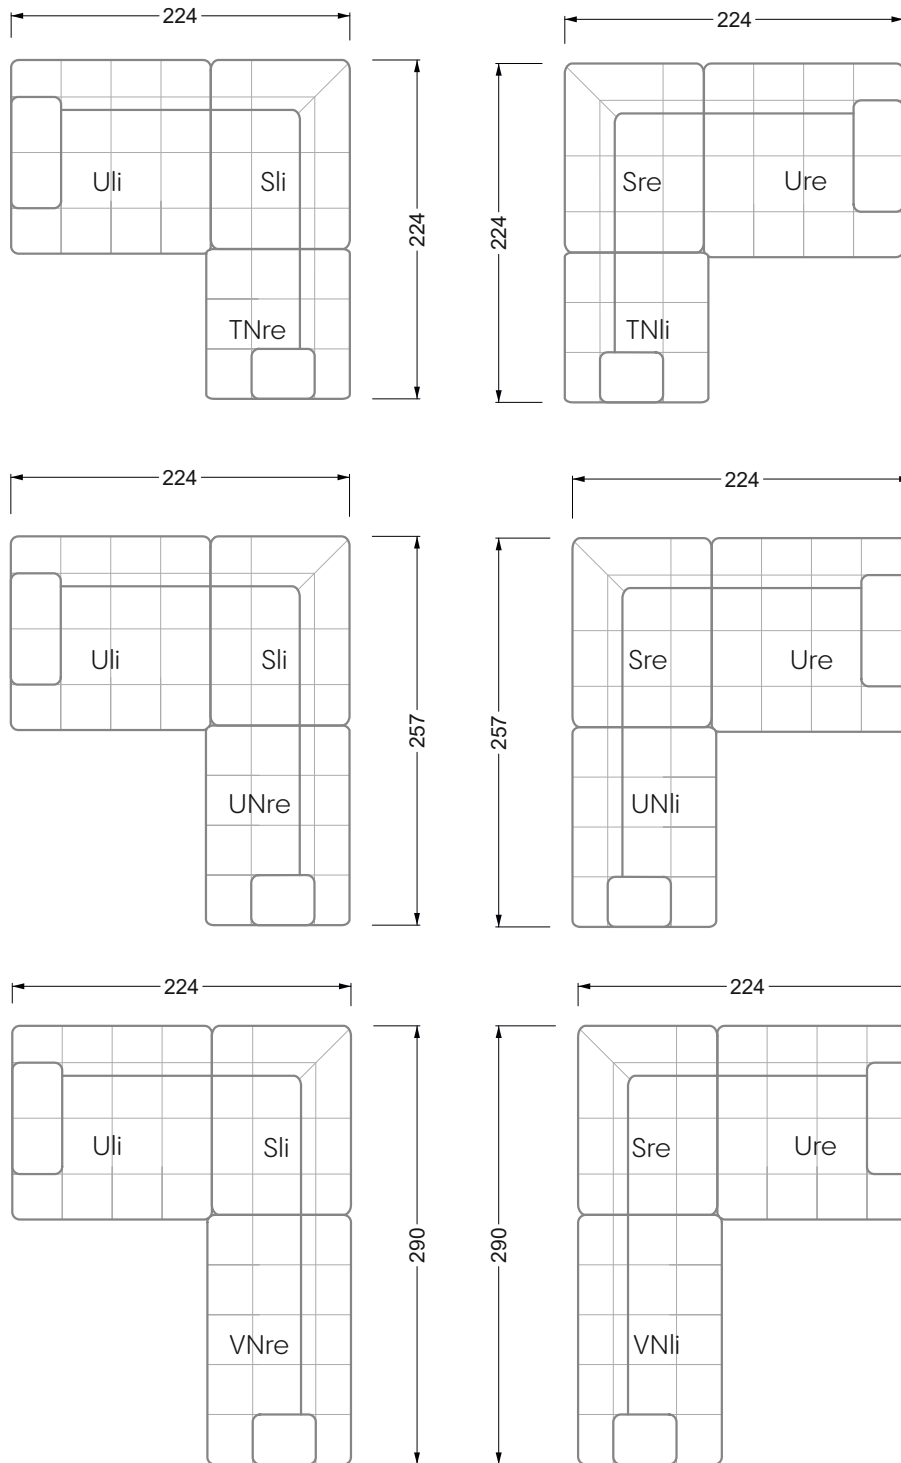 224 224
Uli Sli Sre Ure
224 224
TNre TNli
224 224
Uli Sli Sre Ure
257 257
UNre UNli
224 224
Uli Sli Sre Ure
290 290
VNre VNli